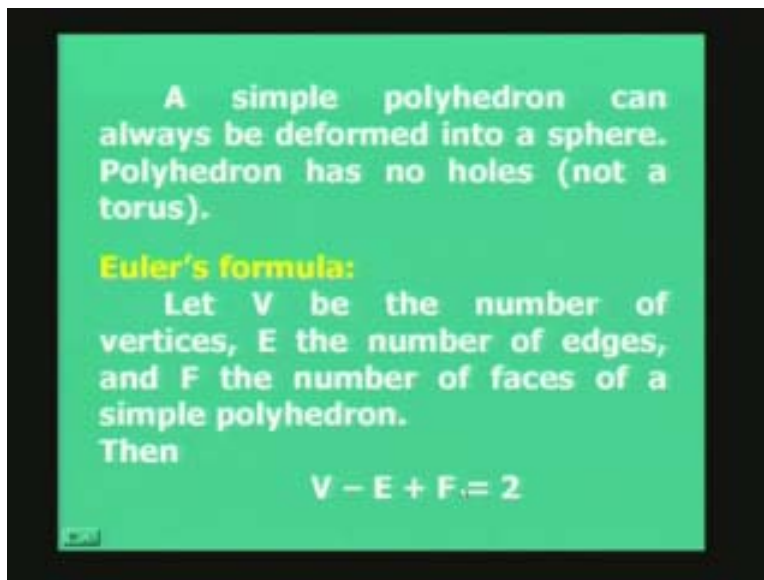 A simple polyhedron can
always be deformed into a sphere.
Polyhedron has no holes (not a
torus).
Euler's formula:
Let V be the number of
vertices, E the number of edges,
and F the number of faces of a
simple polyhedron.
Then
V – E + F = 2